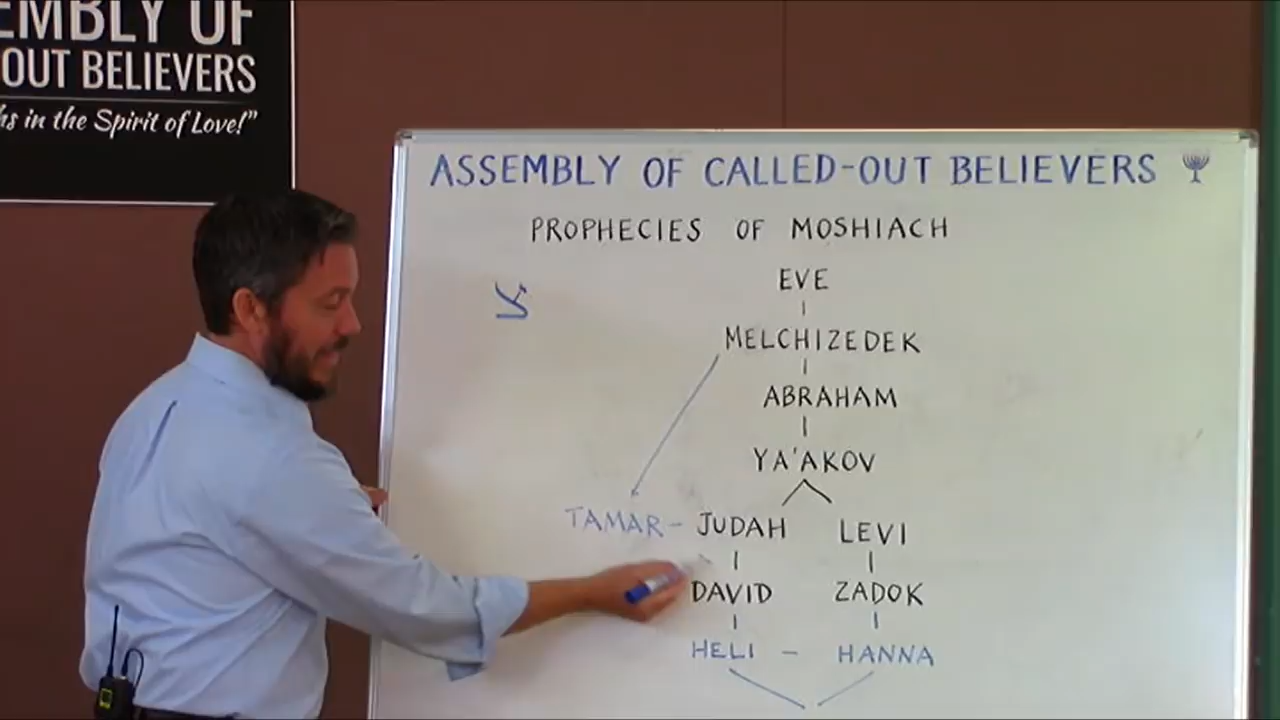 EMBLY OF
OUT BELIEVERS
hs in the Spirit of Love!"
ASSEMBLY OF CALLED-OUT BELIEVERS
PROPHECIES OF MOSHIACH
EVE
צ
MELCHIZEDEK
ABRAHAM
YA'AKOV
TAMAR - JUDAH LEVI
DAVID ZADOK
HELI - HANNA